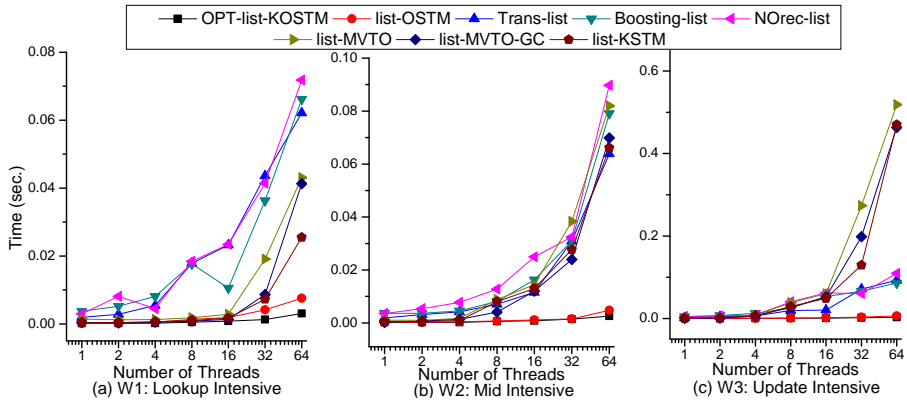 OPT-list-KOSTM list-OSTM Trans-list Boosting-list NOrec-list
list-MVTO list-MVTO-GC list-KSTM
Time (sec.)
0.08
0.06
0.04
0.02
0.00
1 2 4 8 16 32 64
Number of Threads
(a) W1: Lookup Intensive
0.10
0.08
0.06
0.04
0.02
0.00
1 2 4 8 16 32 64
Number of Threads
(b) W2: Mid Intensive
0.6
0.4
0.2
0.0
1 2 4 8 16 32 64
Number of Threads
(c) W3: Update Intensive